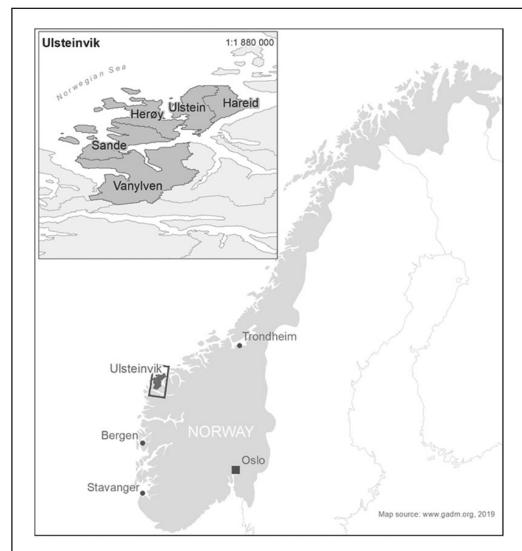 Ulsteinvik
1:1 880 000
Norwegian Sea
Herøy
Ulstein
Hareid
Sande
Vanylven
Trondheim
Ulsteinvik
NORWAY
Bergen
Oslo
Stavanger
Map source: www.gadm.org, 2019